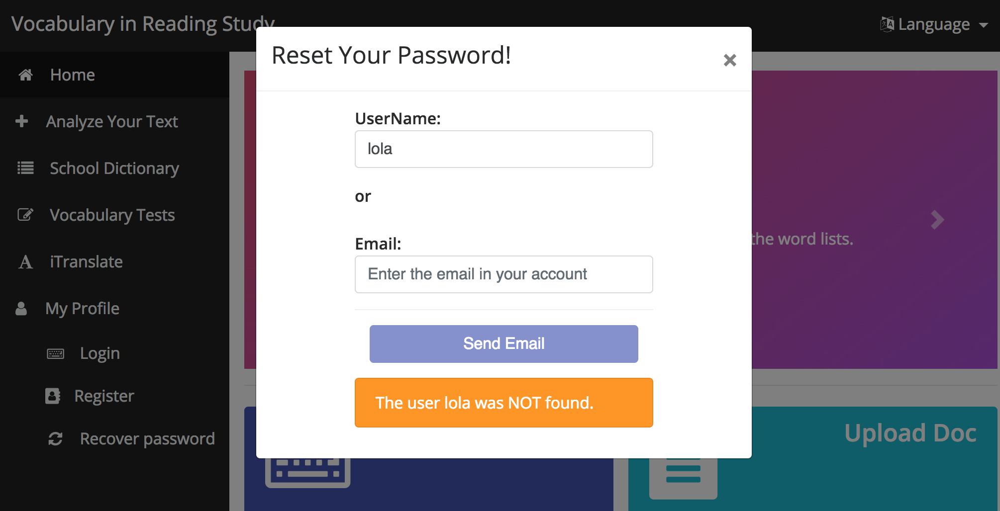 Vocabulary in Reading Study
Language
Home
Analyze Your Text
School Dictionary
Vocabulary Tests
iTranslate
My Profile
Login
Register
Recover password
Reset Your Password!
×
UserName:
lola
or
Email:
Enter the email in your account
Send Email
The user lola was NOT found.
the word lists.
Upload Doc